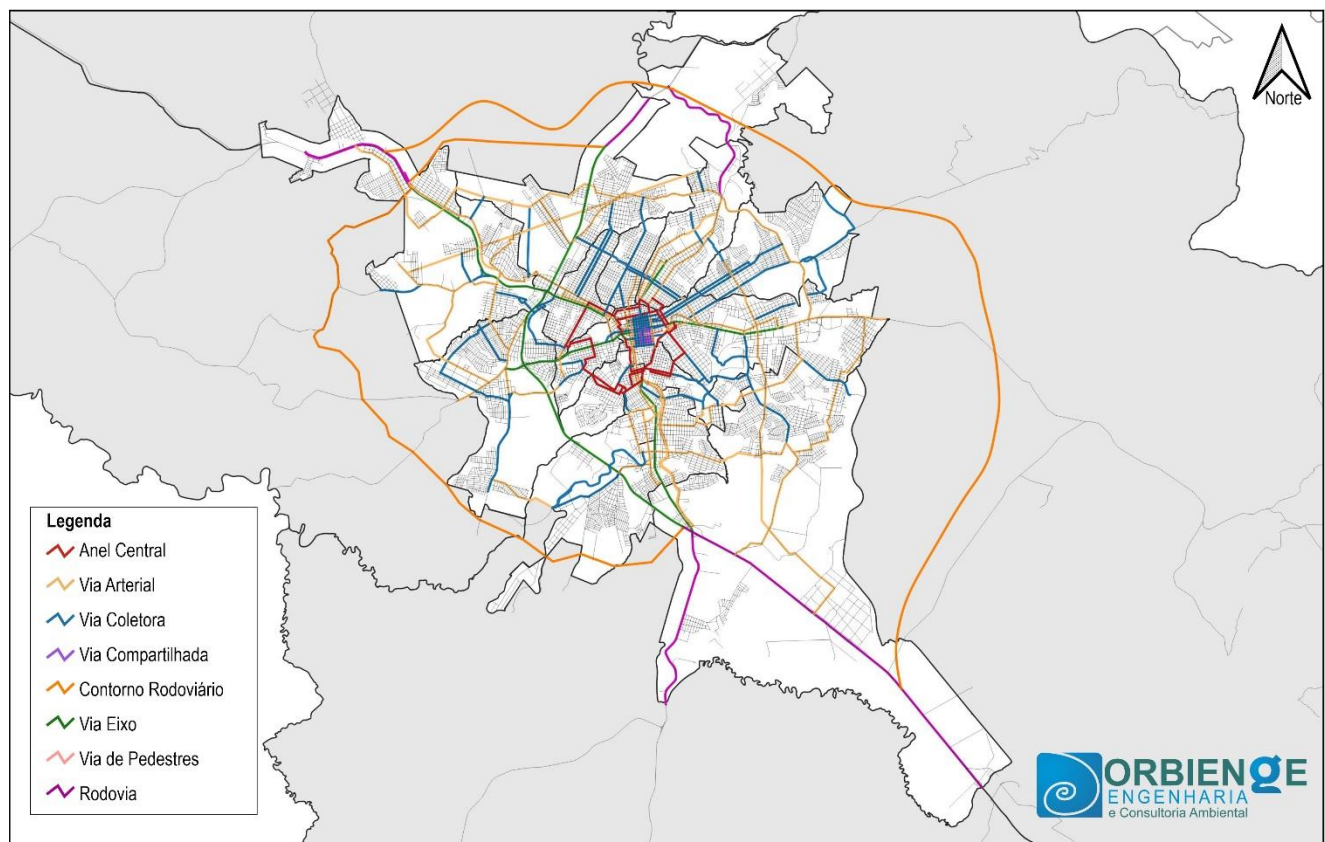 Norte
Legenda
Anel Central
Via Arterial
Via Coletora
Via Compartilhada
Contorno Rodoviário
Via Eixo
Via de Pedestres
Rodovia
ORBIENGE
ENGENHARIA
e Consultoria Ambiental